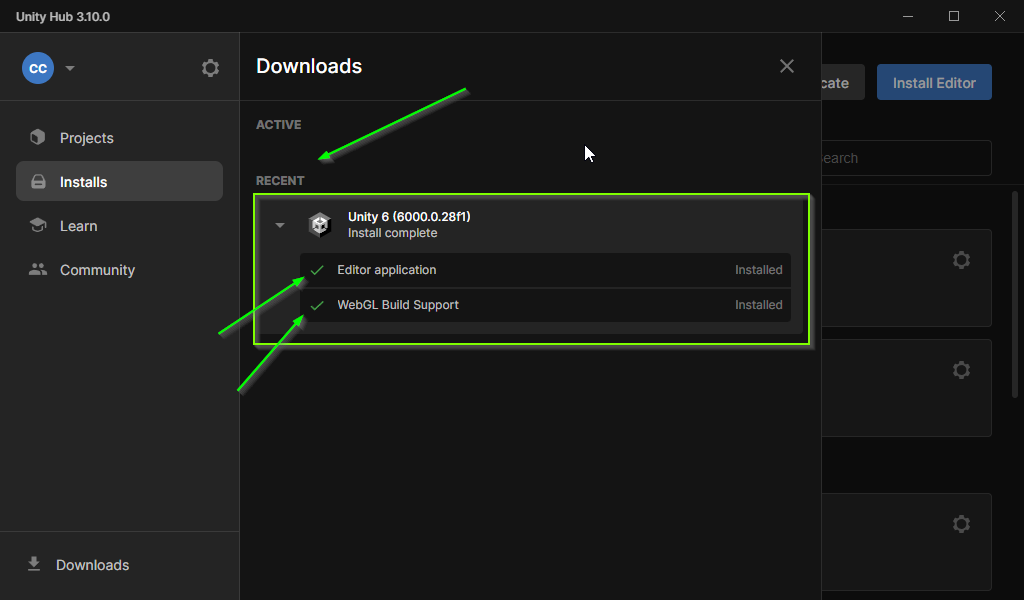 Unity Hub 3.10.0
CC
Projects
Installs
Learn
Community
Downloads
Downloads
ACTIVE
RECENT
Unity 6 (6000.0.28f1)
Install complete
Editor application
Installed
WebGL Build Support
Installed
cate
Install Editor
earch